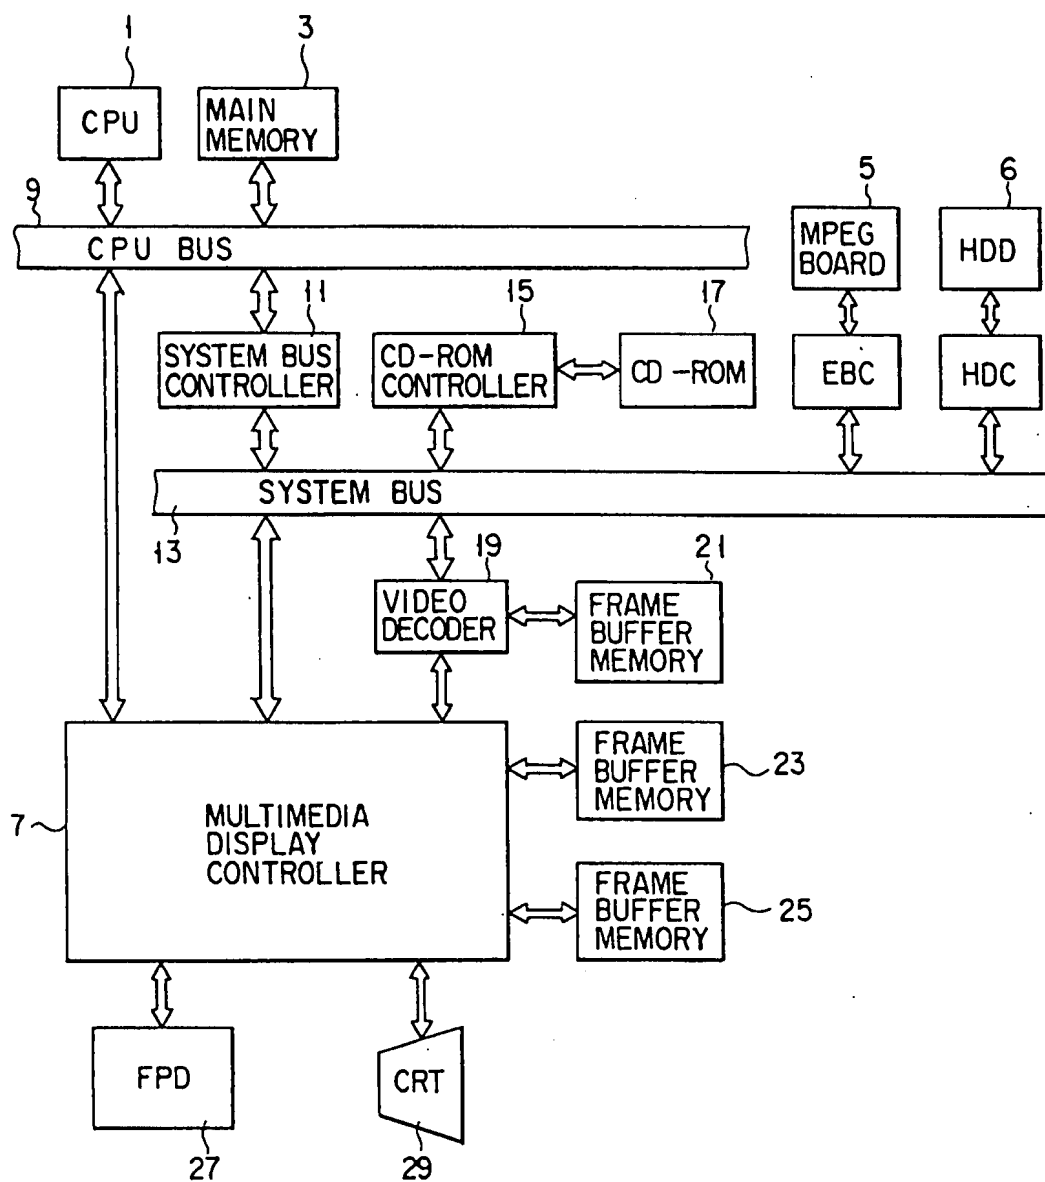 1
3
CPU
MAIN
MEMORY
9
CPU BUS
5
6
MPEG
BOARD
HDD
11
15
17
SYSTEM BUS
CONTROLLER
CD-ROM
CONTROLLER
CD-ROM
EBC
HDC
SYSTEM BUS
13
19
21
VIDEO
DECODER
FRAME
BUFFER
MEMORY
7
MULTIMEDIA
DISPLAY
CONTROLLER
FRAME
BUFFER
MEMORY
23
FRAME
BUFFER
MEMORY
25
FPD
CRT
27
29